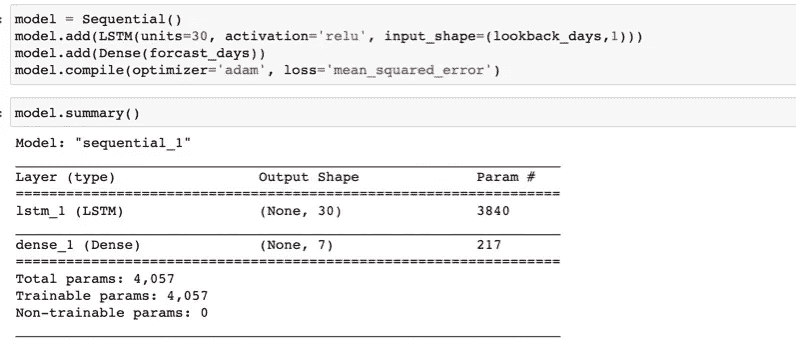 : model = Sequential()
model.add(LSTM(units=30, activation='relu', input_shape=(lookback_days,1)))
model.add(Dense(forcast_days))
model.compile(optimizer='adam', loss='mean_squared_error')
: model.summary()
Model: "sequential_1"
_________________________________________________________________
Layer (type)                 Output Shape              Param #
=================================================================
lstm_1 (LSTM)                (None, 30)                3840
_________________________________________________________________
dense_1 (Dense)              (None, 7)                 217
=================================================================
Total params: 4,057
Trainable params: 4,057
Non-trainable params: 0
_________________________________________________________________